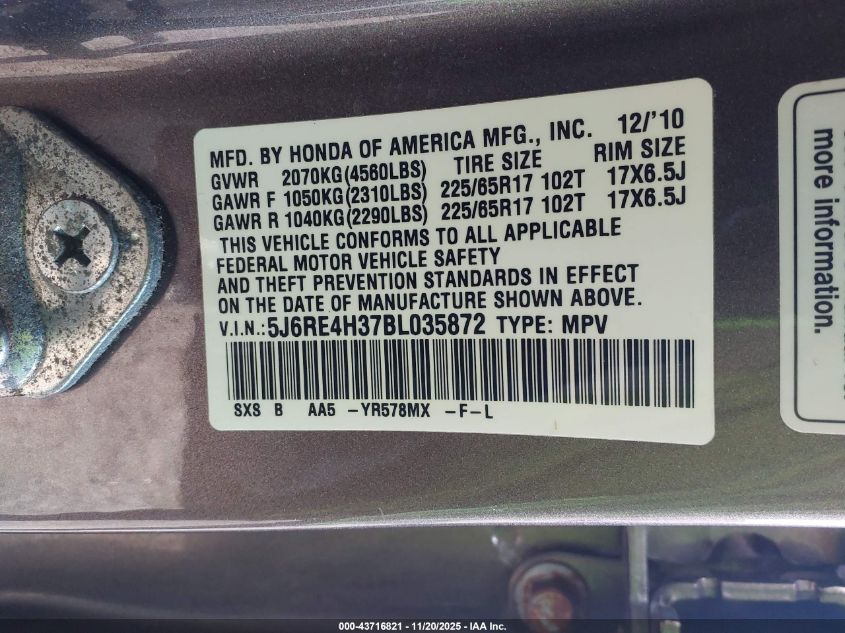 MFD. BY HONDA OF AMERICA MFG., INC. 12/'10
GVWR 2070KG(4560LBS) TIRE SIZE RIM SIZE
GAWR F 1050KG(2310LBS) 225/65R17 102T 17X6.5J
GAWR R 1040KG(2290LBS) 225/65R17 102T 17X6.5J
THIS VEHICLE CONFORMS TO ALL APPLICABLE
FEDERAL MOTOR VEHICLE SAFETY
AND THEFT PREVENTION STANDARDS IN EFFECT
ON THE DATE OF MANUFACTURE SHOWN ABOVE.
V.I.N.:5J6RE4H37BL035872 TYPE: MPV
SXS B AA5 -YR578MX -F-L
more information.
000-43716821 - 11/20/2025 - IAA Inc.